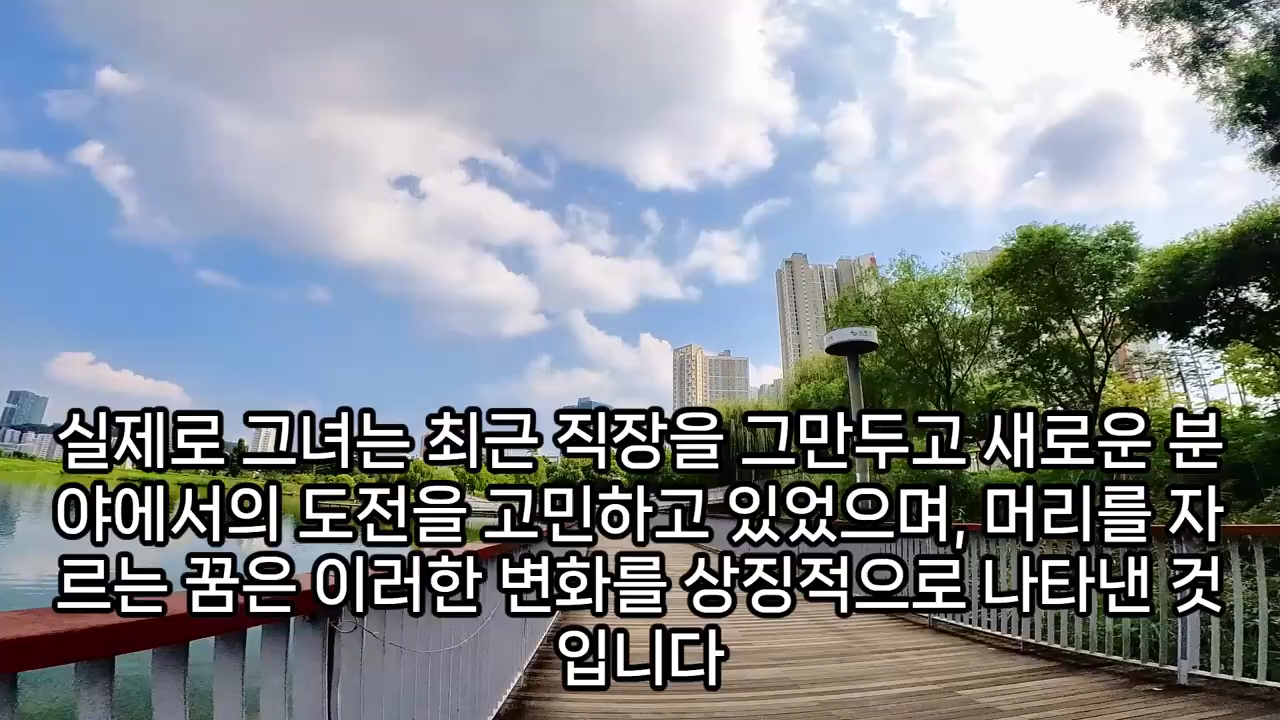 실제로 그녀는 최근 직장을 그만두고 새로운 분
야에서의 도전을 고민하고 있었으며, 머리를 자
르는 꿈은 이러한 변화를 상징적으로 나타낸 것
입니다